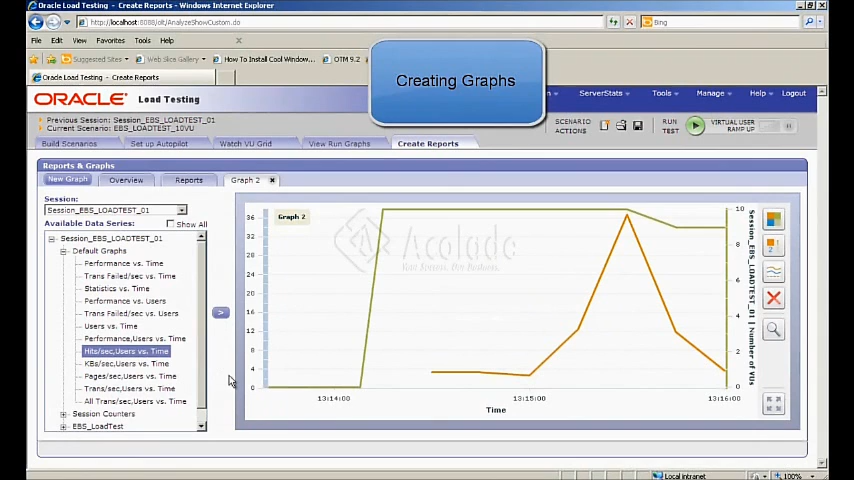 Oracle Load Testing - Create Reports - Windows Internet Explorer
http://localhost:8088/olt/AnalyzeShowCustom.do
Bing
File Edit View Favorites Tools Help
Suggested Sites Web Slice Gallery How To Install Cool Window... OTM 9.2
Oracle Load Testing - Create Reports
Creating Graphs
ORACLE Load Testing
ServerStats Tools Manage Help Logout
Previous Session: Session_EBS_LOADTEST_01
Current Scenario: EBS_LOADTEST_10VU
SCENARIO ACTIONS
RUN TEST
VIRTUAL USER RAMP UP
Build Scenarios Set up Autopilot Watch VU Grid View Run Graphs Create Reports
Reports & Graphs
New Graph Overview Reports Graph 2
Session:
Session_EBS_LOADTEST_01
Available Data Series: Show All
Session_EBS_LOADTEST_01
Default Graphs
Performance vs. Time
Trans Failed/sec vs. Time
Statistics vs. Time
Performance vs. Users
Trans Failed/sec vs. Users
Users vs. Time
Performance,Users vs. Time
Hits/sec,Users vs. Time
KBs/sec,Users vs. Time
Pages/sec,Users vs. Time
Trans/sec,Users vs. Time
All Trans/sec,Users vs. Time
Session Counters
EBS_LoadTest
>
Graph 2
Acolade
Your Success. Our Business.
36
32
28
24
20
16
12
8
4
0
10
8
6
4
2
0
Session_EBS_LOADTEST_01 | Number of VUs
13:14:00 13:15:00 13:16:00
Time
Local intranet 100%